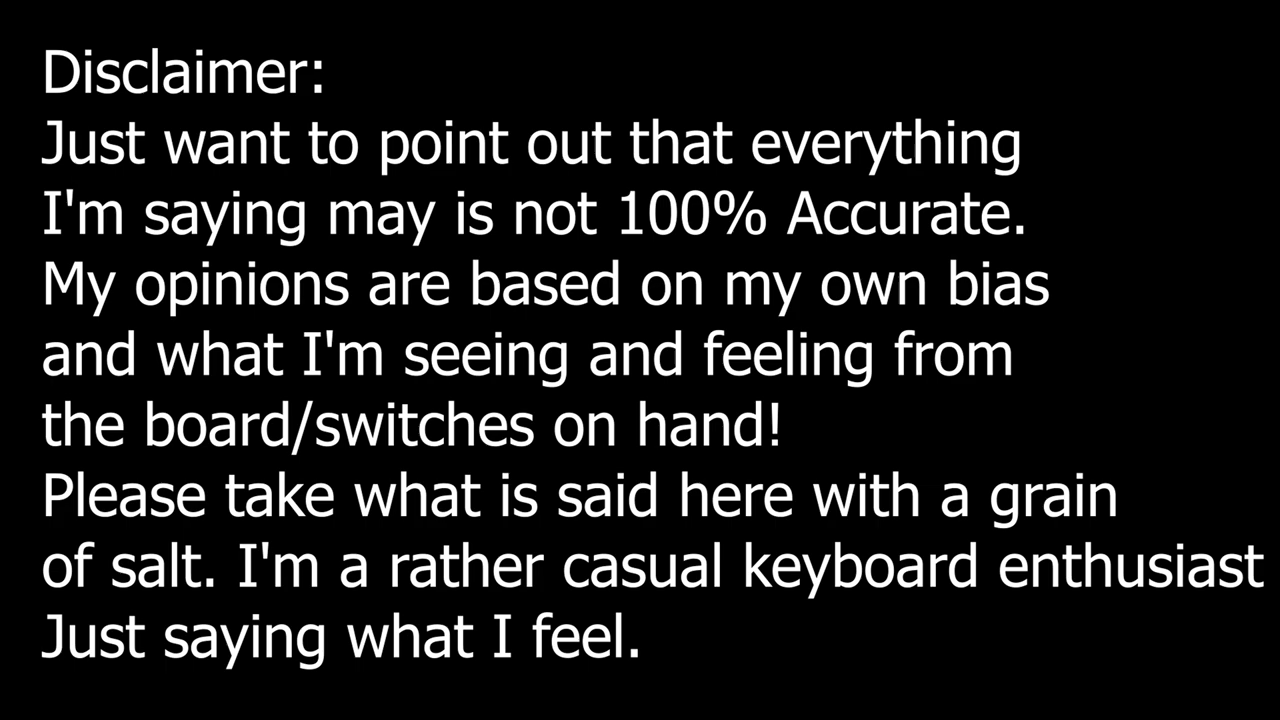 Disclaimer:
Just want to point out that everything
I'm saying may is not 100% Accurate.
My opinions are based on my own bias
and what I'm seeing and feeling from
the board/switches on hand!
Please take what is said here with a grain
of salt. I'm a rather casual keyboard enthusiast
Just saying what I feel.